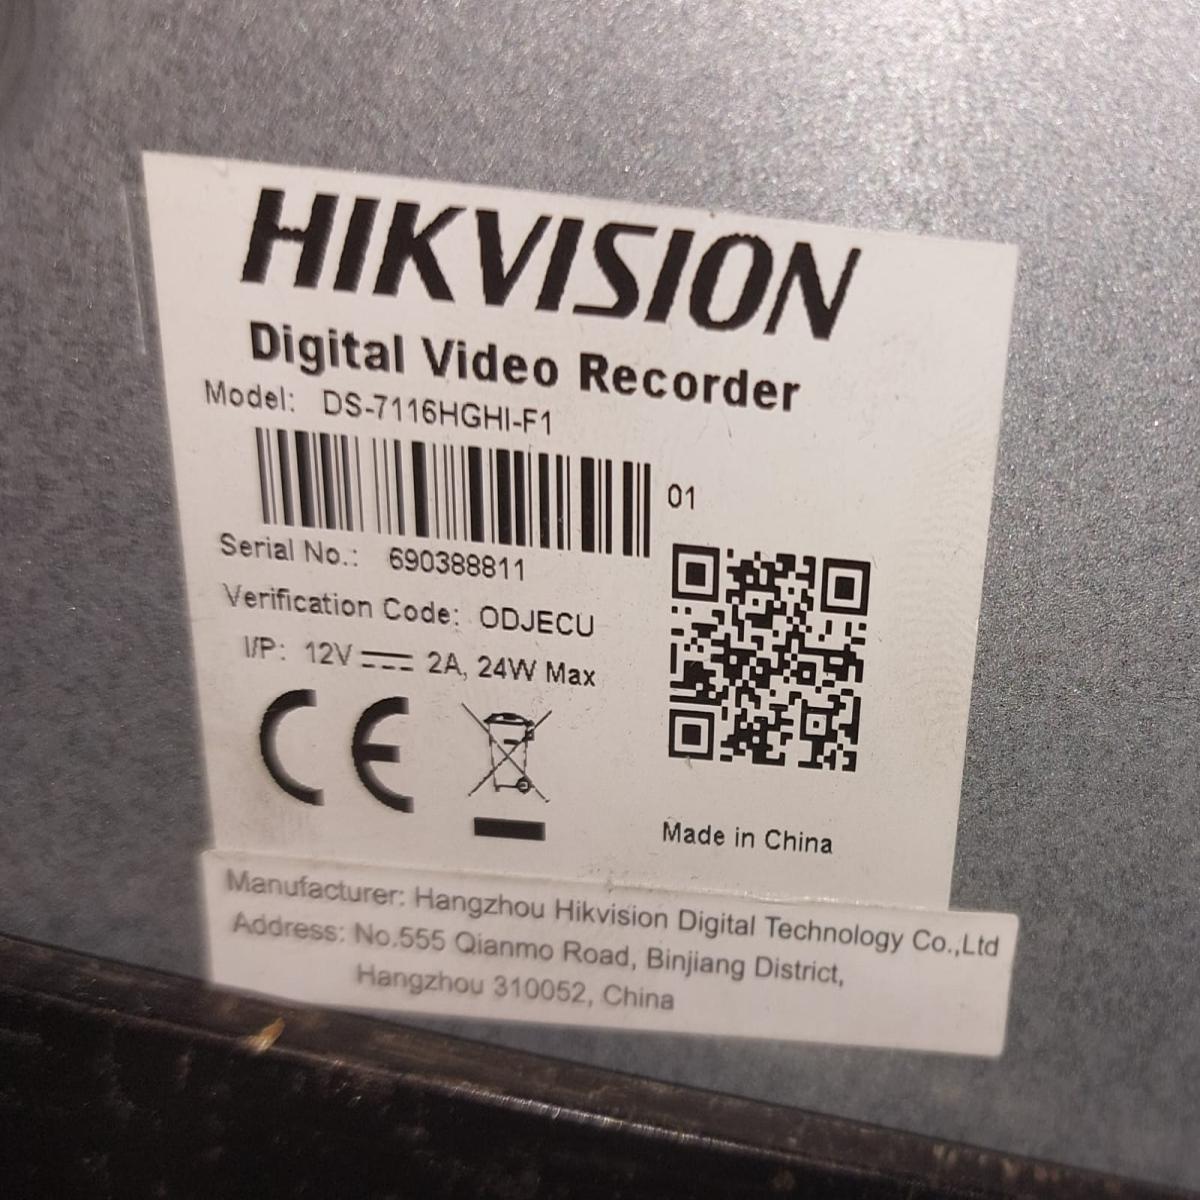 HIKVISION
Digital Video Recorder
Model: DS-7116HGHI-F1
01
Serial No.: 690388811
Verification Code: ODJECU
I/P: 12V⎓2A, 24W Max
CE
Made in China
Manufacturer: Hangzhou Hikvision Digital Technology Co.,Ltd
Address: No.555 Qianmo Road, Binjiang District,
Hangzhou 310052, China